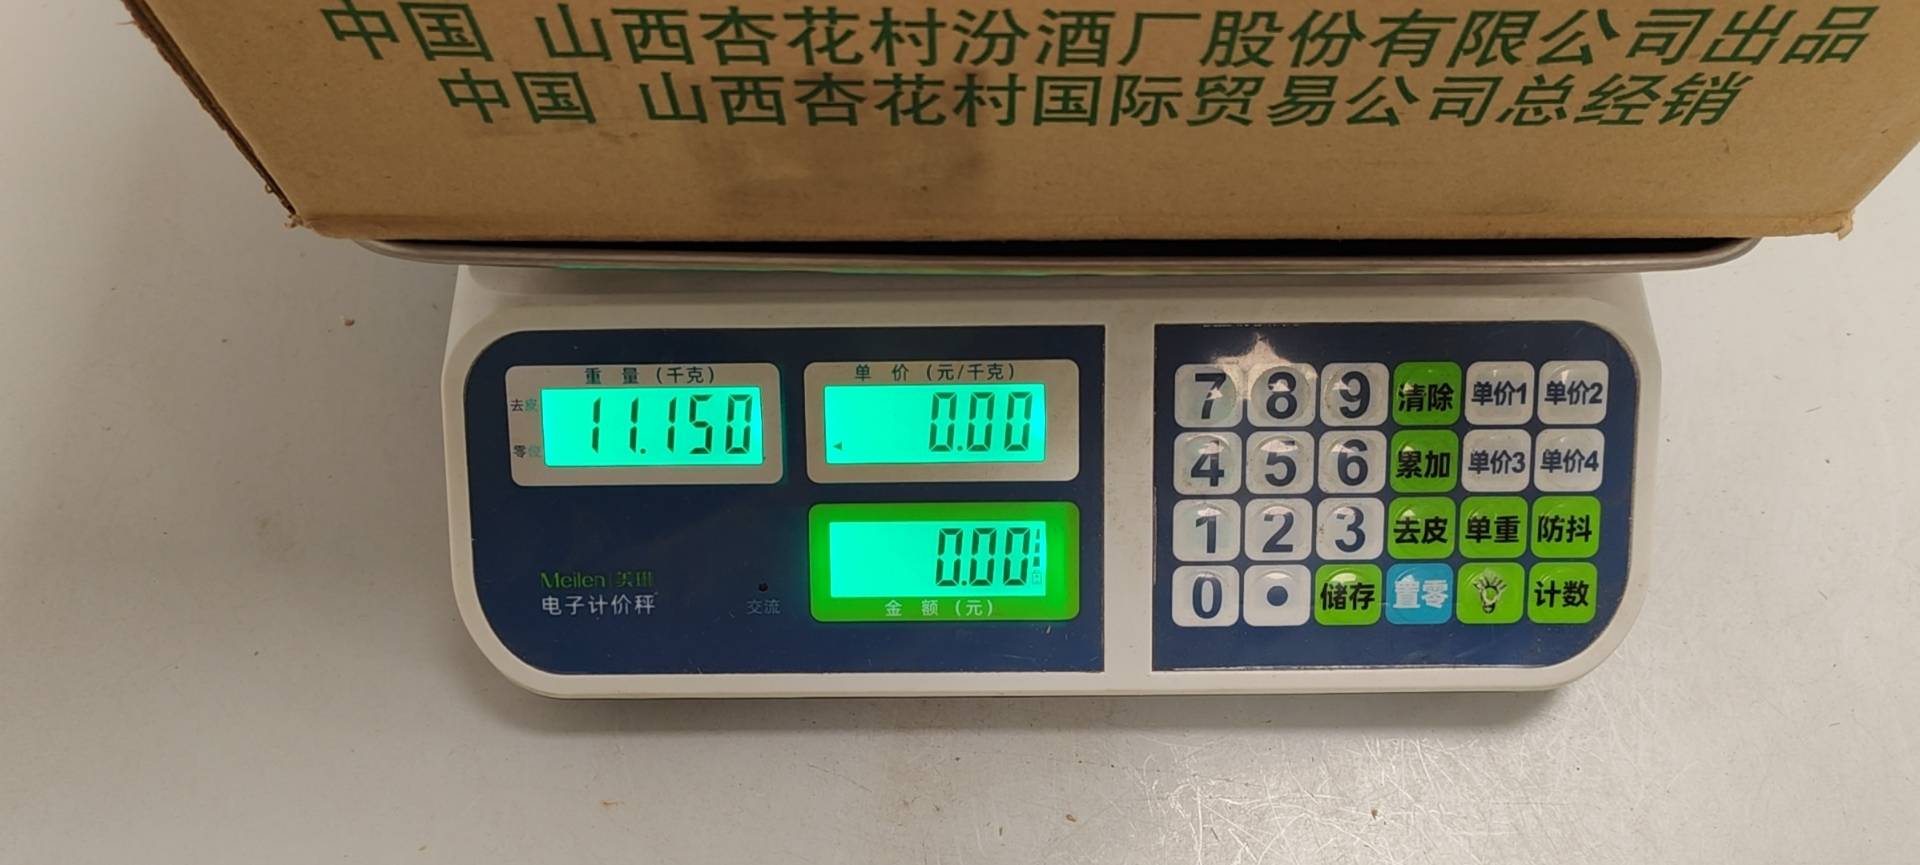 中国 山西杏花村汾酒厂股份有限公司出品
中国 山西杏花村国际贸易公司总经销
重 量 (千克)
去皮
零位
11.150
单 价 (元/千克)
0.00
0.00
金 额 (元)
Meilen 美琳
电子计价秤
交流
7 8 9 清除 单价1 单价2
4 5 6 累加 单价3 单价4
1 2 3 去皮 单重 防抖
0 • 储存 置零 计数